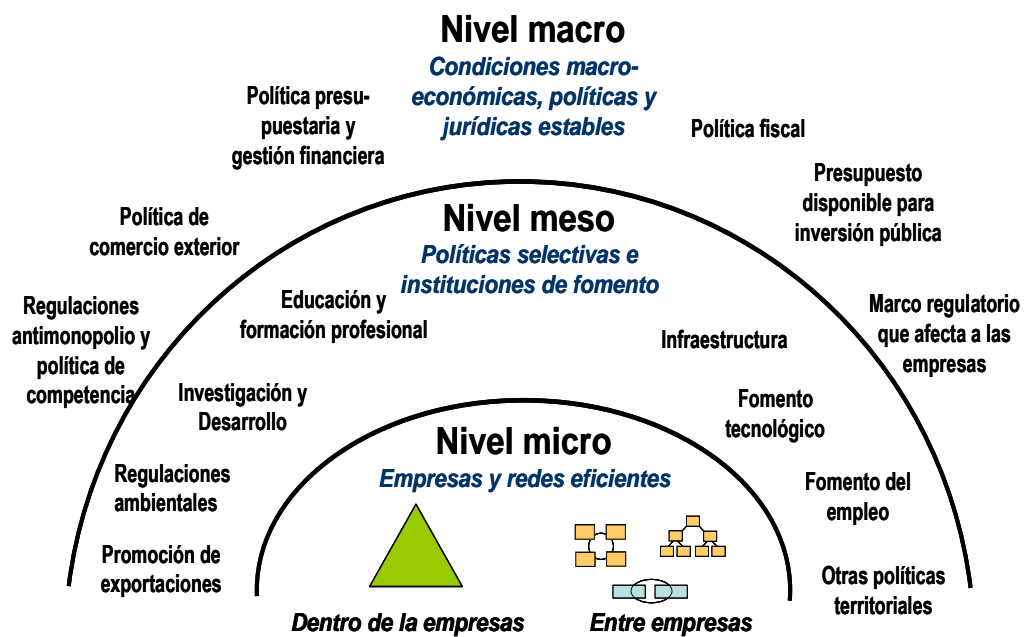 Nivel macro
Condiciones macro-
económicas, políticas y
jurídicas estables
Política presu-
puestaria y
gestión financiera
Política fiscal
Presupuesto
disponible para
inversión pública
Política de
comercio exterior
Regulaciones
antimonopolio y
política de
competencia
Marco regulatorio
que afecta a las
empresas
Nivel meso
Políticas selectivas e
instituciones de fomento
Educación y
formación profesional
Infraestructura
Investigación y
Desarrollo
Fomento
tecnológico
Regulaciones
ambientales
Fomento del
empleo
Promoción de
exportaciones
Otras políticas
territoriales
Nivel micro
Empresas y redes eficientes
Dentro de la empresas
Entre empresas